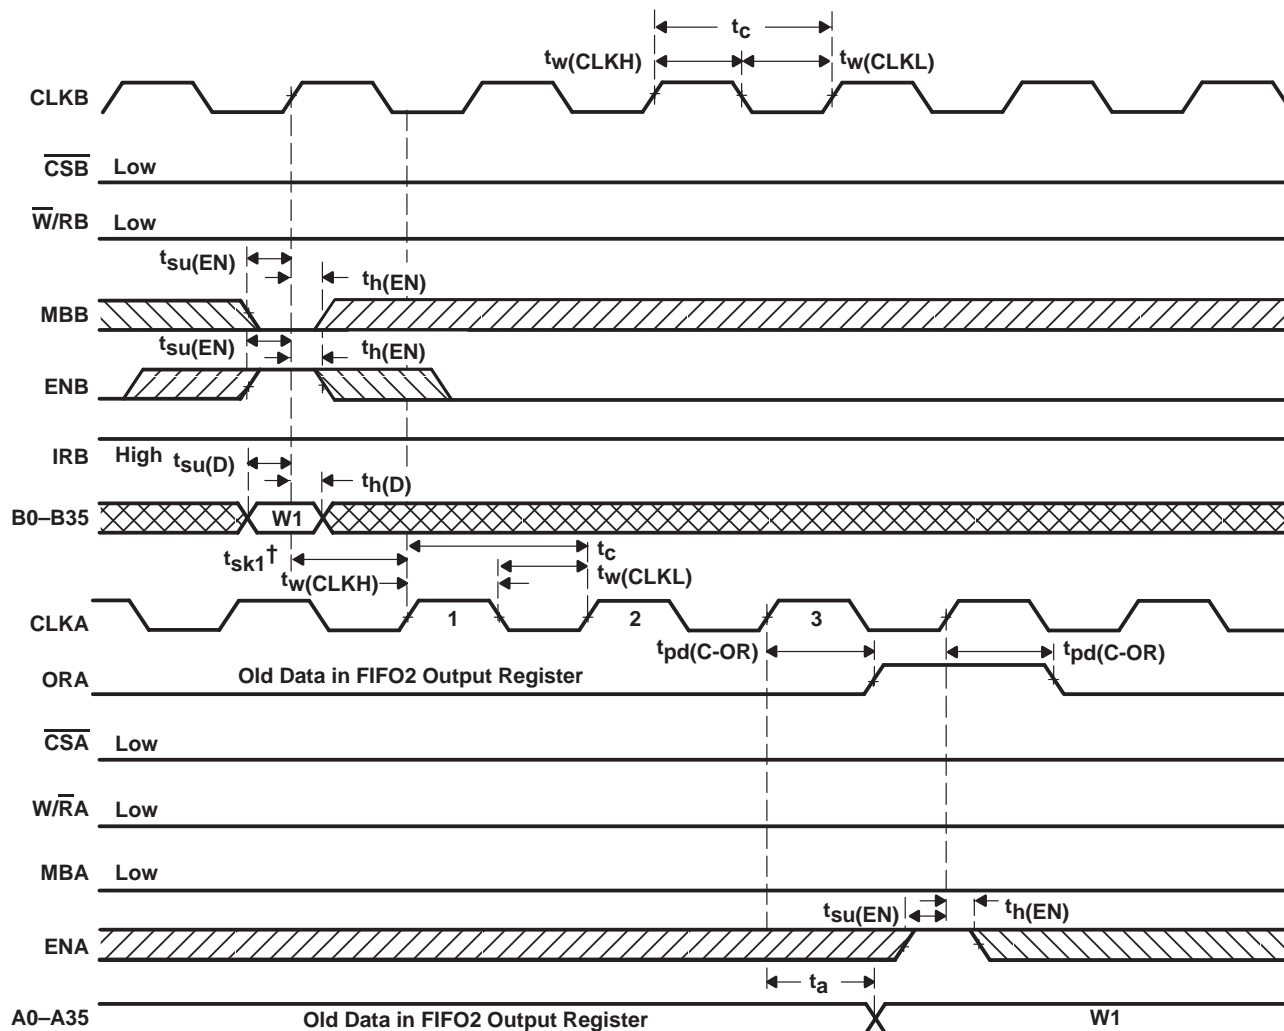 tc
tw(CLKH)
tw(CLKL)
CLKB
CSB Low
W/RB Low
tsu(EN)
th(EN)
MBB
tsu(EN)
th(EN)
ENB
IRB High
tsu(D)
th(D)
B0–B35 W1
tsk1†
tc
tw(CLKH)
tw(CLKL)
CLKA 1 2 3
tpd(C-OR)
tpd(C-OR)
ORA Old Data in FIFO2 Output Register
CSA Low
W/RA Low
MBA Low
tsu(EN)
th(EN)
ENA
ta
A0–A35 Old Data in FIFO2 Output Register W1